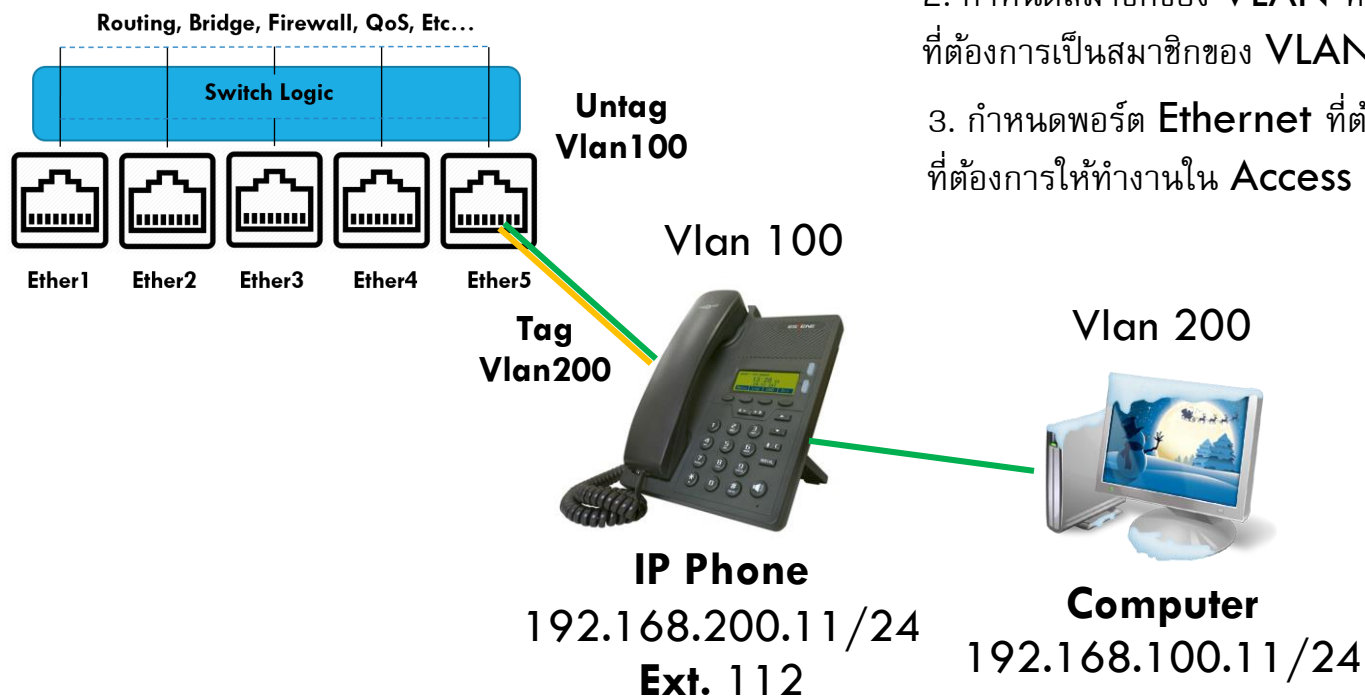 Routing, Bridge, Firewall, QoS, Etc...
Switch Logic
Untag
Vlan100
ที่ต้องการเป็นสมาชิกของ VLAN
3. กำหนดพอร์ต Ethernet
ที่ต้องการให้ทำงานใน Access
Ether1 Ether2 Ether3 Ether4 Ether5
Vlan 100
Tag
Vlan200
Vlan 200
IP Phone
192.168.200.11/24
Ext. 112
Computer
192.168.100.11/24